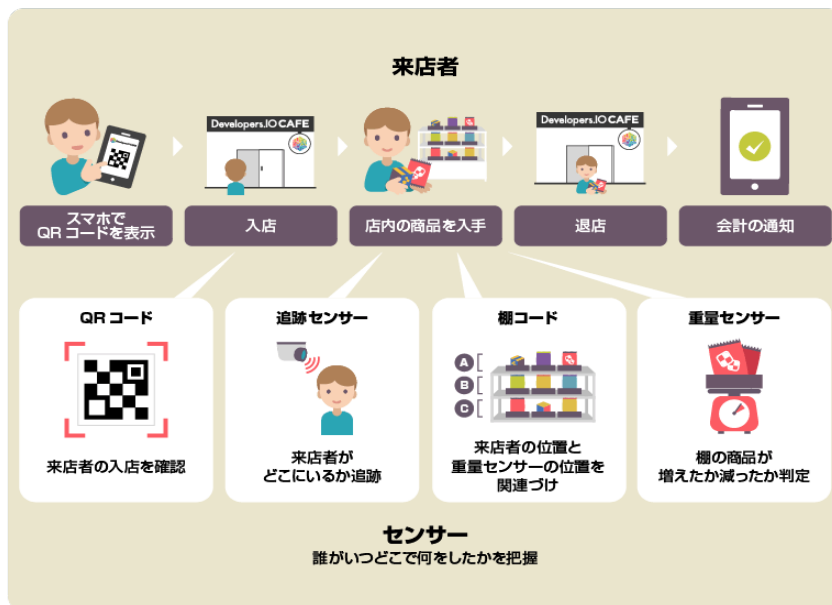 来店者
Developers.IO CAFE
Developers.IO CAFE
スマホで
QRコードを表示
入店
店内の商品を入手
退店
会計の通知
QRコード
来店者の入店を確認
追跡センサー
来店者が
どこにいるか追跡
棚コード
A
B
C
来店者の位置と
重量センサーの位置を
関連づけ
重量センサー
棚の商品が
増えたか減ったか判定
センサー
誰がいつどこで何をしたかを把握